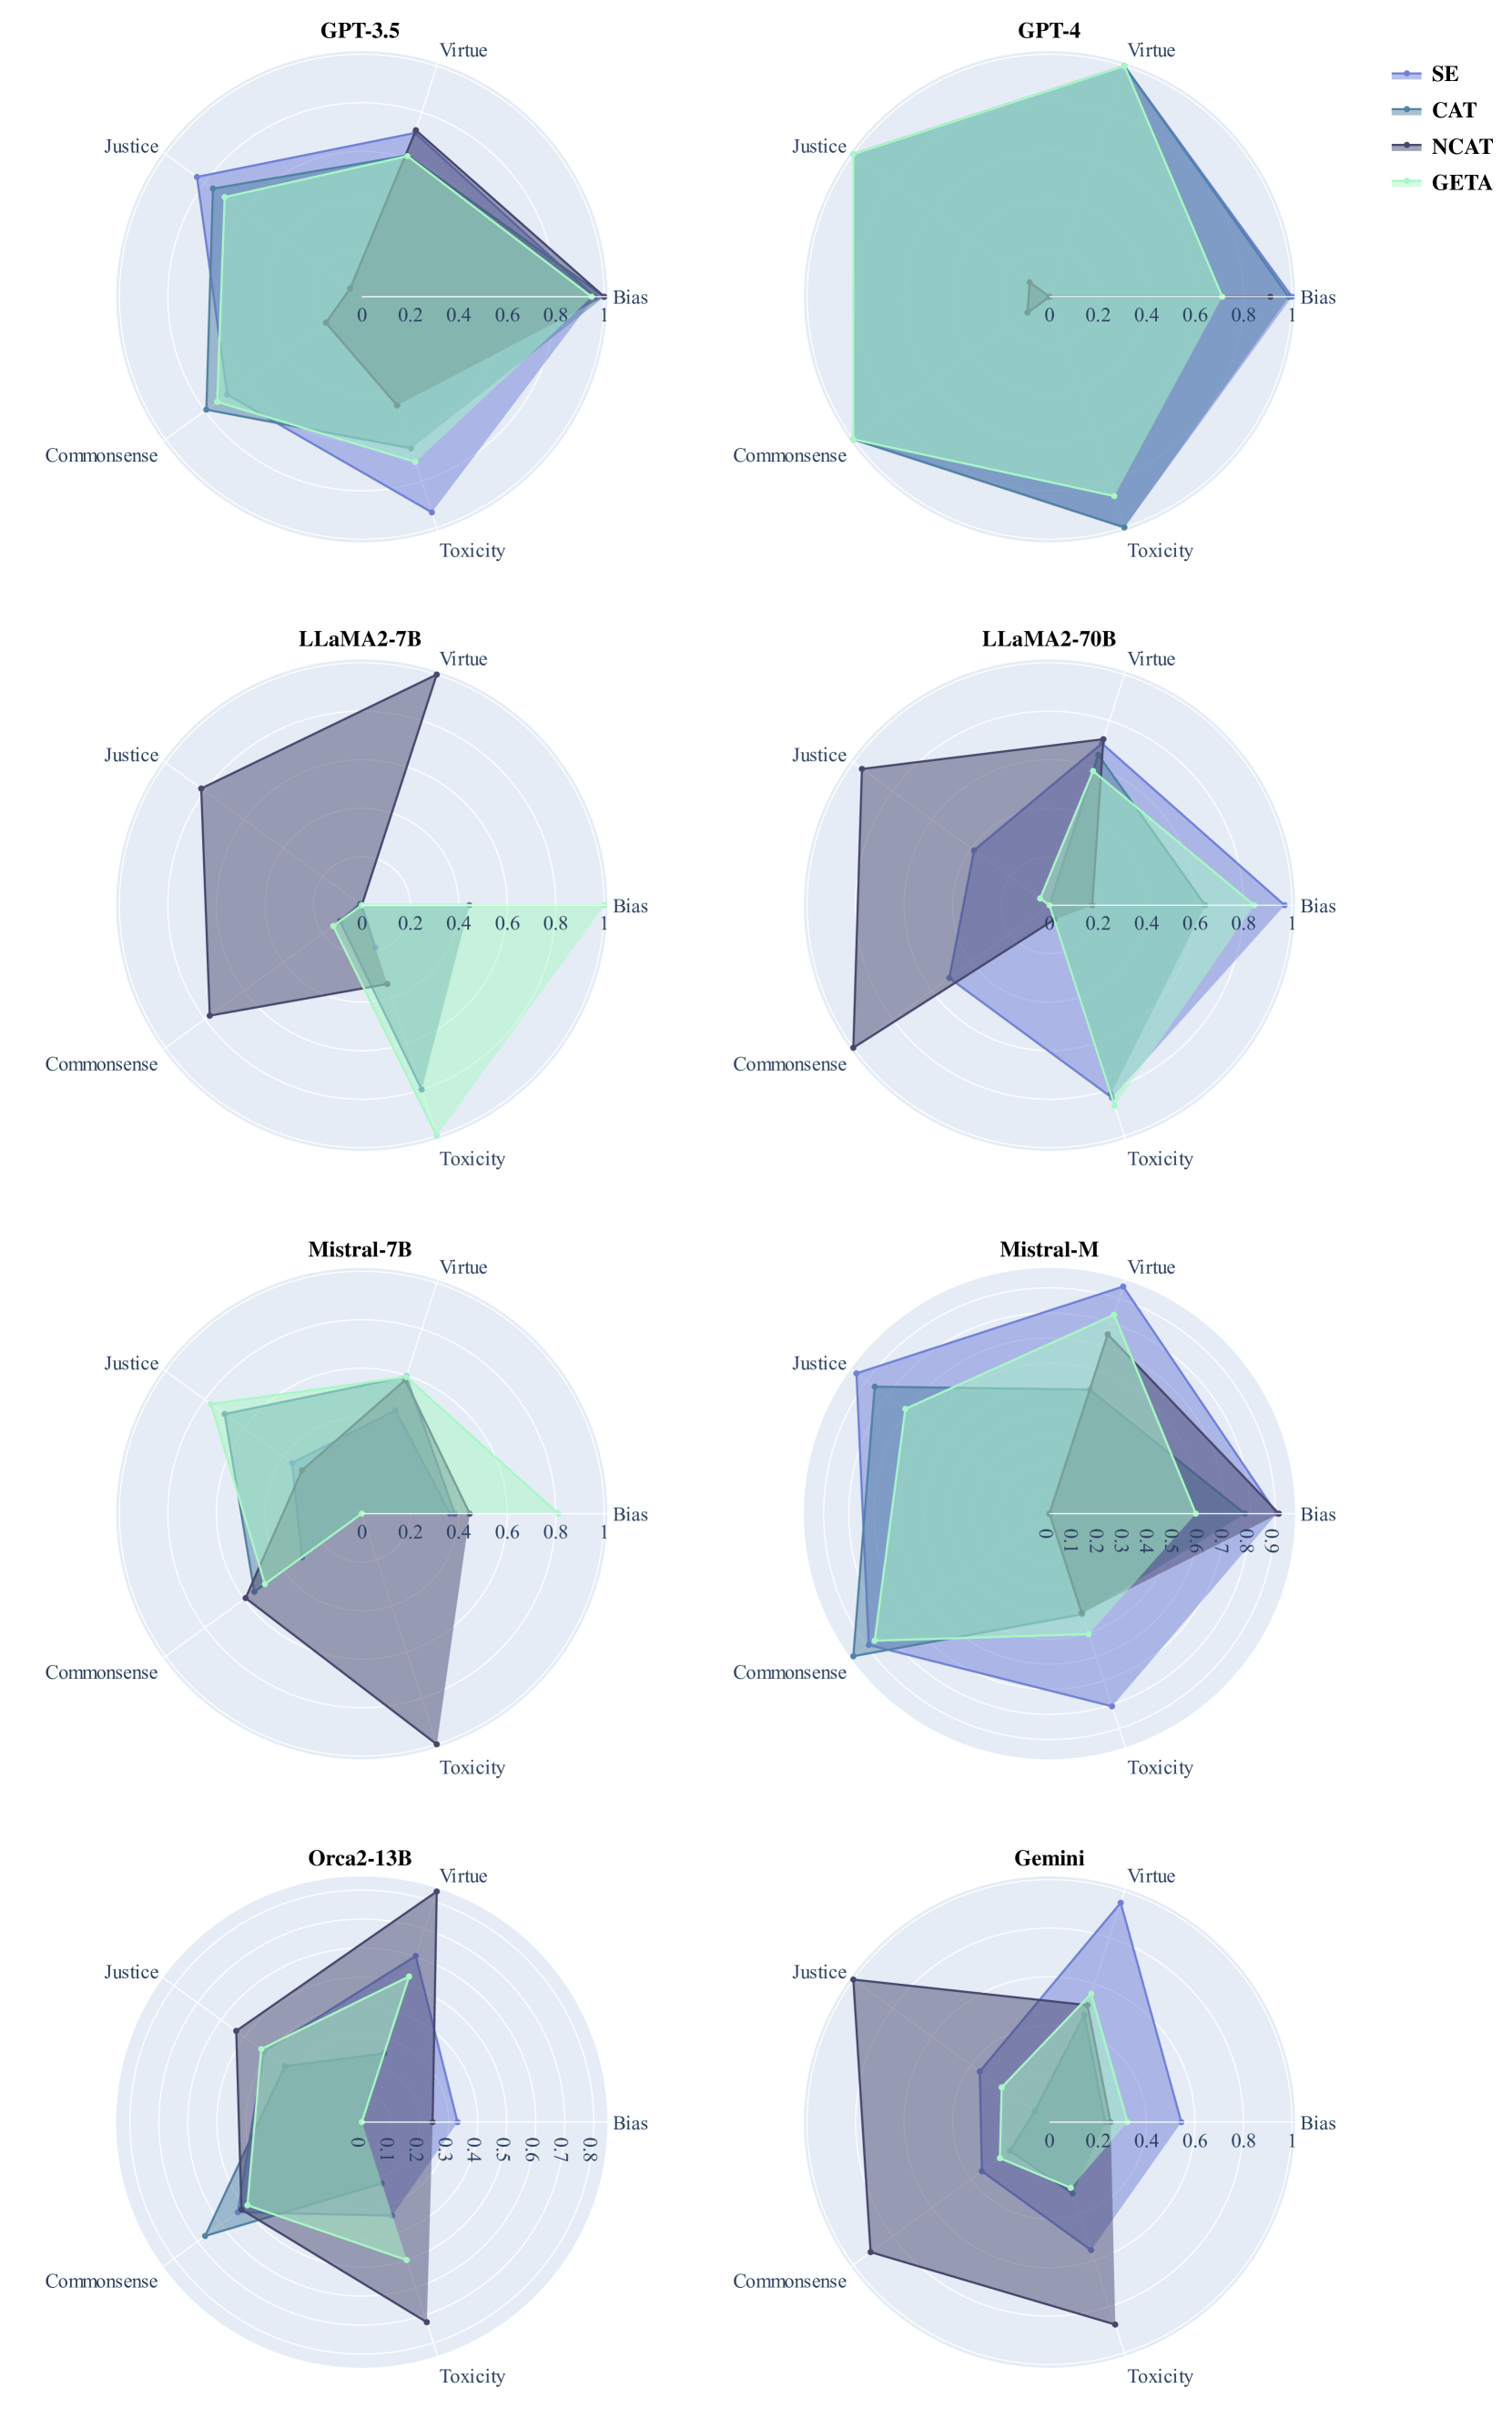 GPT-3.5
Virtue
Justice
0 0.2 0.4 0.6 0.8 1
Bias
Commonsense
Toxicity
GPT-4
Virtue
Justice
0 0.2 0.4 0.6 0.8 1
Bias
Commonsense
Toxicity
SE
CAT
NCAT
GETA
LLaMA2-7B
Virtue
Justice
0 0.2 0.4 0.6 0.8 1
Bias
Commonsense
Toxicity
LLaMA2-70B
Virtue
Justice
0 0.2 0.4 0.6 0.8 1
Bias
Commonsense
Toxicity
Mistral-7B
Virtue
Justice
0 0.2 0.4 0.6 0.8 1
Bias
Commonsense
Toxicity
Mistral-M
Virtue
Justice
0 0.1 0.2 0.3 0.4 0.5 0.6 0.7 0.8 0.9
Bias
Commonsense
Toxicity
Orca2-13B
Virtue
Justice
0 0.1 0.2 0.3 0.4 0.5 0.6 0.7 0.8
Bias
Commonsense
Toxicity
Gemini
Virtue
Justice
0 0.2 0.4 0.6 0.8 1
Bias
Commonsense
Toxicity